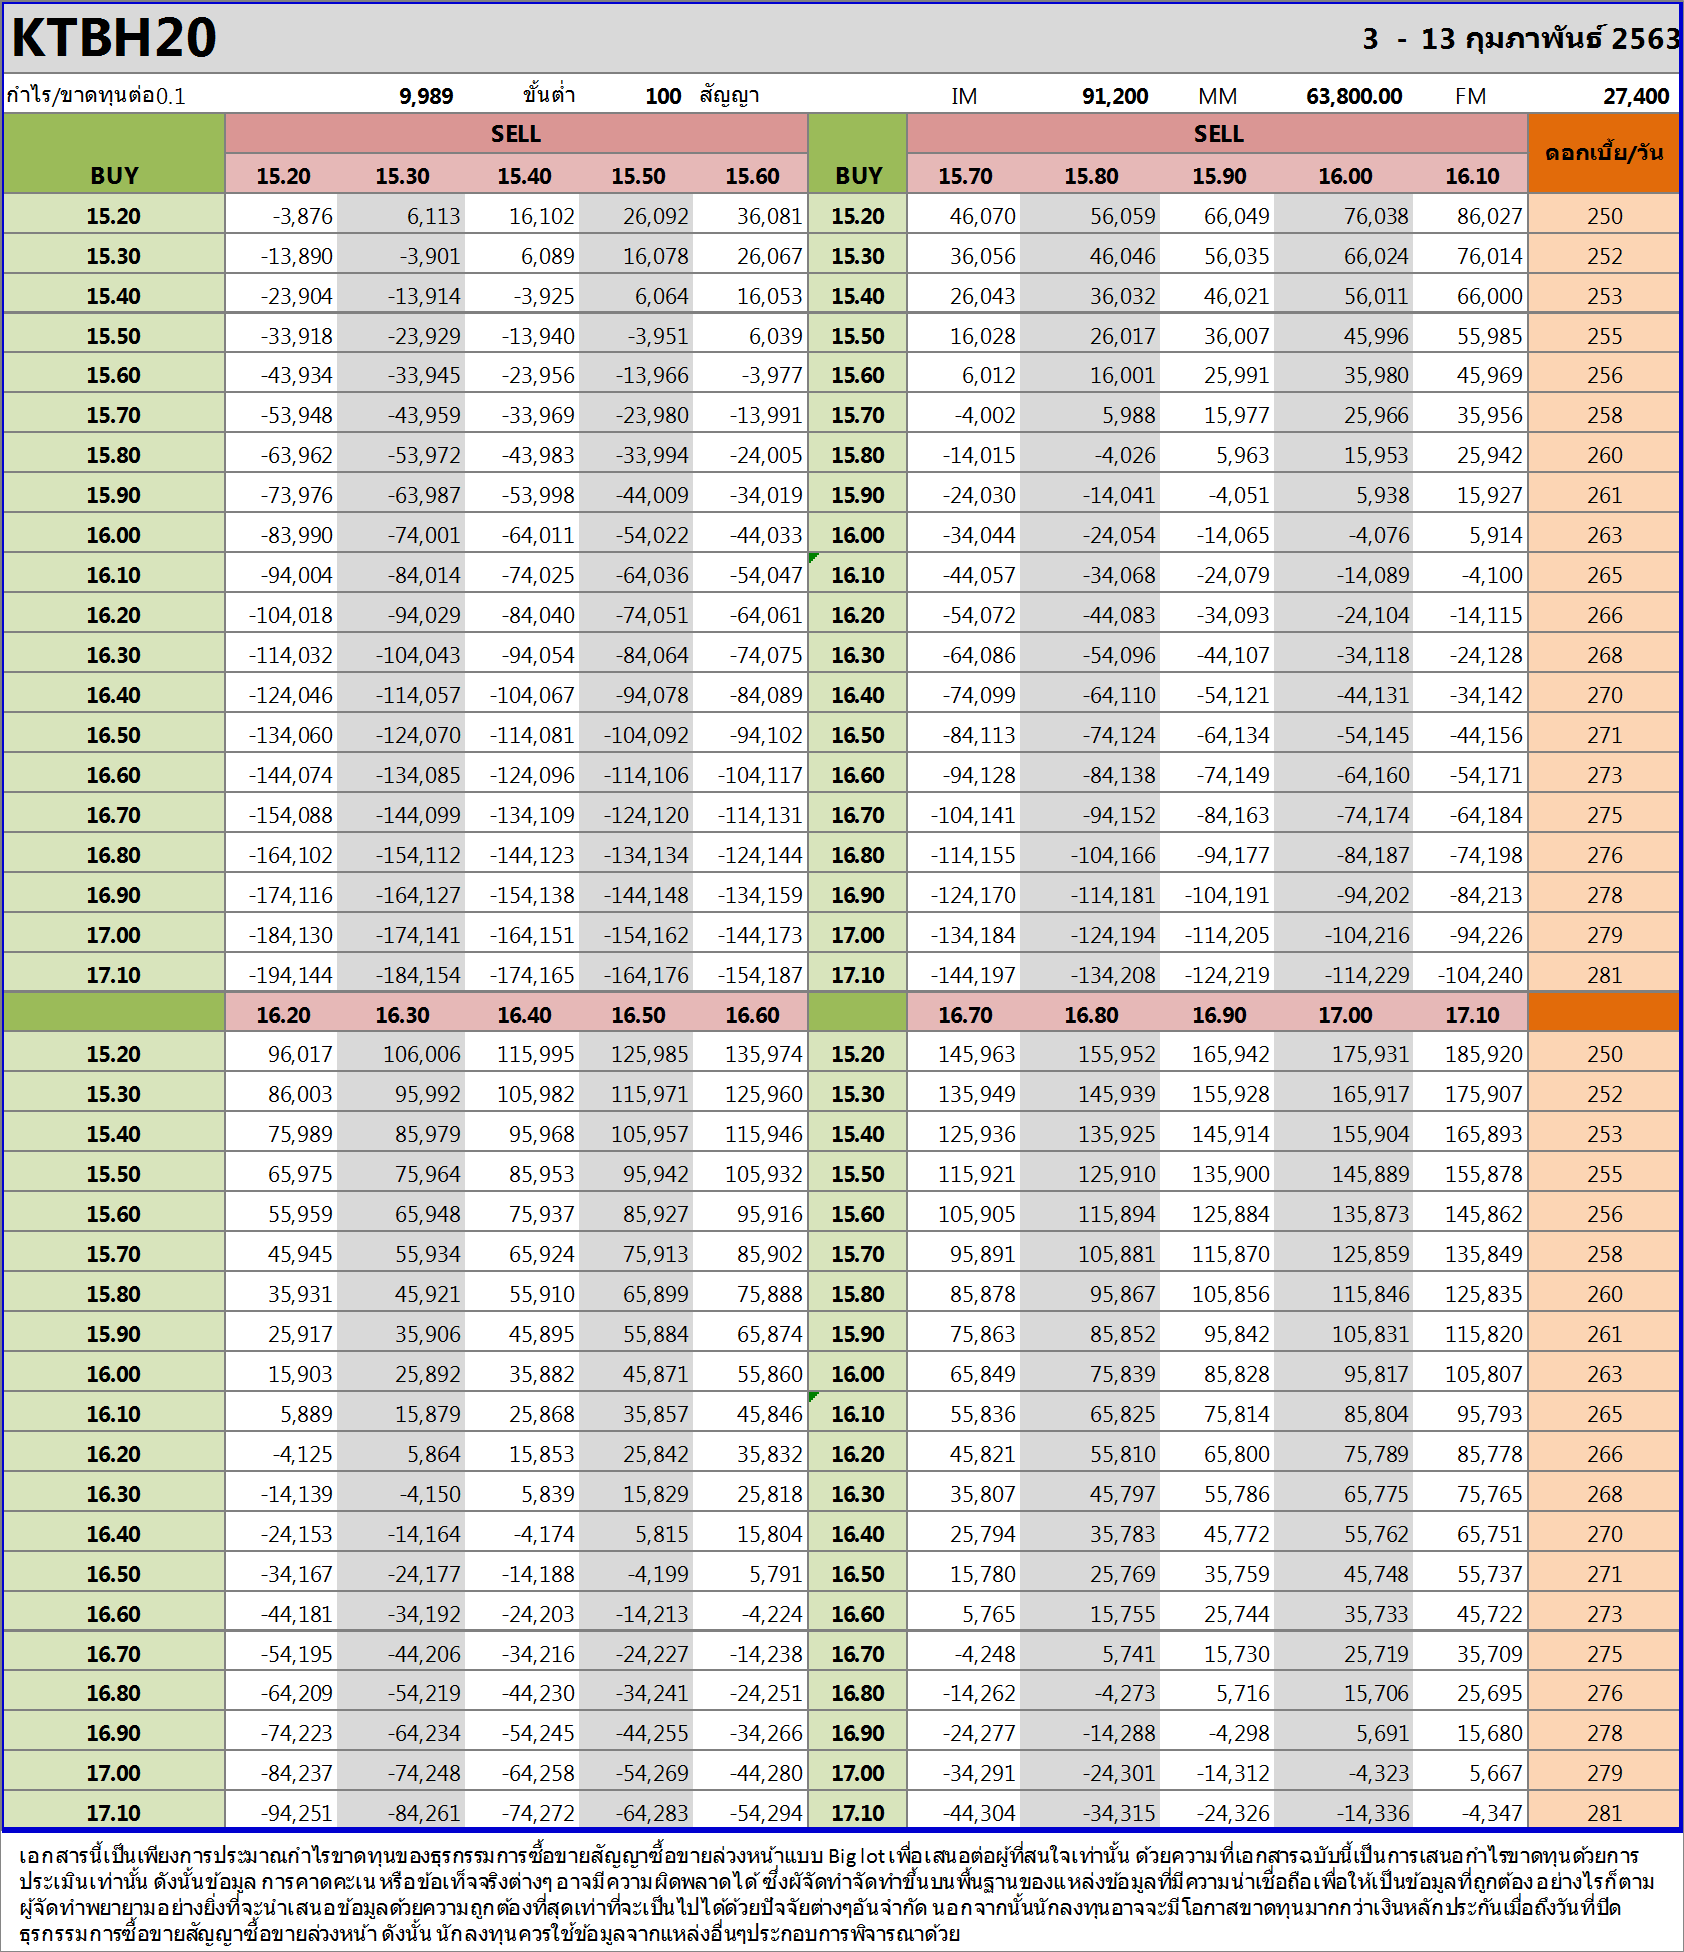 KTBH20 3 - 13 กุมภาพันธ์ 2563
กำไร/ขาดทุนต่อ0.1 9,989 ขั้นต่ำ 100 สัญญา IM 91,200 MM 63,800.00 FM 27,400
SELL SELL
ดอกเบี้ย/วัน
BUY 15.20 15.30 15.40 15.50 15.60 BUY 15.70 15.80 15.90 16.00 16.10
15.20 -3,876 6,113 16,102 26,092 36,081 15.20 46,070 56,059 66,049 76,038 86,027 250
15.30 -13,890 -3,901 6,089 16,078 26,067 15.30 36,056 46,046 56,035 66,024 76,014 252
15.40 -23,904 -13,914 -3,925 6,064 16,053 15.40 26,043 36,032 46,021 56,011 66,000 253
15.50 -33,918 -23,929 -13,940 -3,951 6,039 15.50 16,028 26,017 36,007 45,996 55,985 255
15.60 -43,934 -33,945 -23,956 -13,966 -3,977 15.60 6,012 16,001 25,991 35,980 45,969 256
15.70 -53,948 -43,959 -33,969 -23,980 -13,991 15.70 -4,002 5,988 15,977 25,966 35,956 258
15.80 -63,962 -53,972 -43,983 -33,994 -24,005 15.80 -14,015 -4,026 5,963 15,953 25,942 260
15.90 -73,976 -63,987 -53,998 -44,009 -34,019 15.90 -24,030 -14,041 -4,051 5,938 15,927 261
16.00 -83,990 -74,001 -64,011 -54,022 -44,033 16.00 -34,044 -24,054 -14,065 -4,076 5,914 263
16.10 -94,004 -84,014 -74,025 -64,036 -54,047 16.10 -44,057 -34,068 -24,079 -14,089 -4,100 265
16.20 -104,018 -94,029 -84,040 -74,051 -64,061 16.20 -54,072 -44,083 -34,093 -24,104 -14,115 266
16.30 -114,032 -104,043 -94,054 -84,064 -74,075 16.30 -64,086 -54,096 -44,107 -34,118 -24,128 268
16.40 -124,046 -114,057 -104,067 -94,078 -84,089 16.40 -74,099 -64,110 -54,121 -44,131 -34,142 270
16.50 -134,060 -124,070 -114,081 -104,092 -94,102 16.50 -84,113 -74,124 -64,134 -54,145 -44,156 271
16.60 -144,074 -134,085 -124,096 -114,106 -104,117 16.60 -94,128 -84,138 -74,149 -64,160 -54,171 273
16.70 -154,088 -144,099 -134,109 -124,120 -114,131 16.70 -104,141 -94,152 -84,163 -74,174 -64,184 275
16.80 -164,102 -154,112 -144,123 -134,134 -124,144 16.80 -114,155 -104,166 -94,177 -84,187 -74,198 276
16.90 -174,116 -164,127 -154,138 -144,148 -134,159 16.90 -124,170 -114,181 -104,191 -94,202 -84,213 278
17.00 -184,130 -174,141 -164,151 -154,162 -144,173 17.00 -134,184 -124,194 -114,205 -104,216 -94,226 279
17.10 -194,144 -184,154 -174,165 -164,176 -154,187 17.10 -144,197 -134,208 -124,219 -114,229 -104,240 281
16.20 16.30 16.40 16.50 16.60 16.70 16.80 16.90 17.00 17.10
15.20 96,017 106,006 115,995 125,985 135,974 15.20 145,963 155,952 165,942 175,931 185,920 250
15.30 86,003 95,992 105,982 115,971 125,960 15.30 135,949 145,939 155,928 165,917 175,907 252
15.40 75,989 85,979 95,968 105,957 115,946 15.40 125,936 135,925 145,914 155,904 165,893 253
15.50 65,975 75,964 85,953 95,942 105,932 15.50 115,921 125,910 135,900 145,889 155,878 255
15.60 55,959 65,948 75,937 85,927 95,916 15.60 105,905 115,894 125,884 135,873 145,862 256
15.70 45,945 55,934 65,924 75,913 85,902 15.70 95,891 105,881 115,870 125,859 135,849 258
15.80 35,931 45,921 55,910 65,899 75,888 15.80 85,878 95,867 105,856 115,846 125,835 260
15.90 25,917 35,906 45,895 55,884 65,874 15.90 75,863 85,852 95,842 105,831 115,820 261
16.00 15,903 25,892 35,882 45,871 55,860 16.00 65,849 75,839 85,828 95,817 105,807 263
16.10 5,889 15,879 25,868 35,857 45,846 16.10 55,836 65,825 75,814 85,804 95,793 265
16.20 -4,125 5,864 15,853 25,842 35,832 16.20 45,821 55,810 65,800 75,789 85,778 266
16.30 -14,139 -4,150 5,839 15,829 25,818 16.30 35,807 45,797 55,786 65,775 75,765 268
16.40 -24,153 -14,164 -4,174 5,815 15,804 16.40 25,794 35,783 45,772 55,762 65,751 270
16.50 -34,167 -24,177 -14,188 -4,199 5,791 16.50 15,780 25,769 35,759 45,748 55,737 271
16.60 -44,181 -34,192 -24,203 -14,213 -4,224 16.60 5,765 15,755 25,744 35,733 45,722 273
16.70 -54,195 -44,206 -34,216 -24,227 -14,238 16.70 -4,248 5,741 15,730 25,719 35,709 275
16.80 -64,209 -54,219 -44,230 -34,241 -24,251 16.80 -14,262 -4,273 5,716 15,706 25,695 276
16.90 -74,223 -64,234 -54,245 -44,255 -34,266 16.90 -24,277 -14,288 -4,298 5,691 15,680 278
17.00 -84,237 -74,248 -64,258 -54,269 -44,280 17.00 -34,291 -24,301 -14,312 -4,323 5,667 279
17.10 -94,251 -84,261 -74,272 -64,283 -54,294 17.10 -44,304 -34,315 -24,326 -14,336 -4,347 281
เอกสารนี้เป็นเพียงการประมาณกำไรขาดทุนของธุรกรรมการซื้อขายสัญญาซื้อขายล่วงหน้าแบบ Big lot เพื่อเสนอต่อผู้ที่สนใจเท่านั้น ด้วยความที่เอกสารฉบับนี้เป็นการเสนอกำไรขาดทุนด้วยการ
ประเมินเท่านั้น ดังนั้นข้อมูล การคาดคะเน หรือข้อเท็จจริงต่างๆ อาจมีความผิดพลาดได้ ซึ่งผู้จัดทำจัดทำขึ้นบนพื้นฐานของแหล่งข้อมูลที่มีความน่าเชื่อถือเพื่อให้เป็นข้อมูลที่ถูกต้อง อย่างไรก็ตาม
ผู้จัดทำพยายามอย่างยิ่งที่จะนำเสนอข้อมูลด้วยความถูกต้องที่สุดเท่าที่จะเป็นไปได้ด้วยปัจจัยต่างๆอันจำกัด นอกจากนั้นนักลงทุนอาจจะมีโอกาสขาดทุนมากกว่าเงินหลักประกันเมื่อถึงวันที่ปิด
ธุรกรรมการซื้อขายสัญญาซื้อขายล่วงหน้า ดังนั้น นักลงทุนควรใช้ข้อมูลจากแหล่งอื่นๆประกอบการพิจารณาด้วย